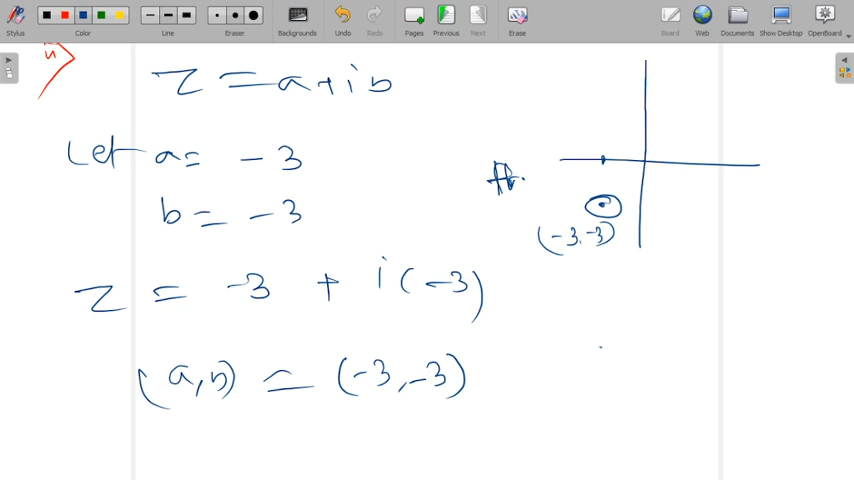 Stylus Color Line Eraser Backgrounds Undo Redo Pages Previous Next Erase Board Web Documents Show Desktop OpenBoard
z = a + i b
Let a = - 3
b = - 3
(-3, -3)
z = -3 + i (-3)
(a, b) = (-3, -3)